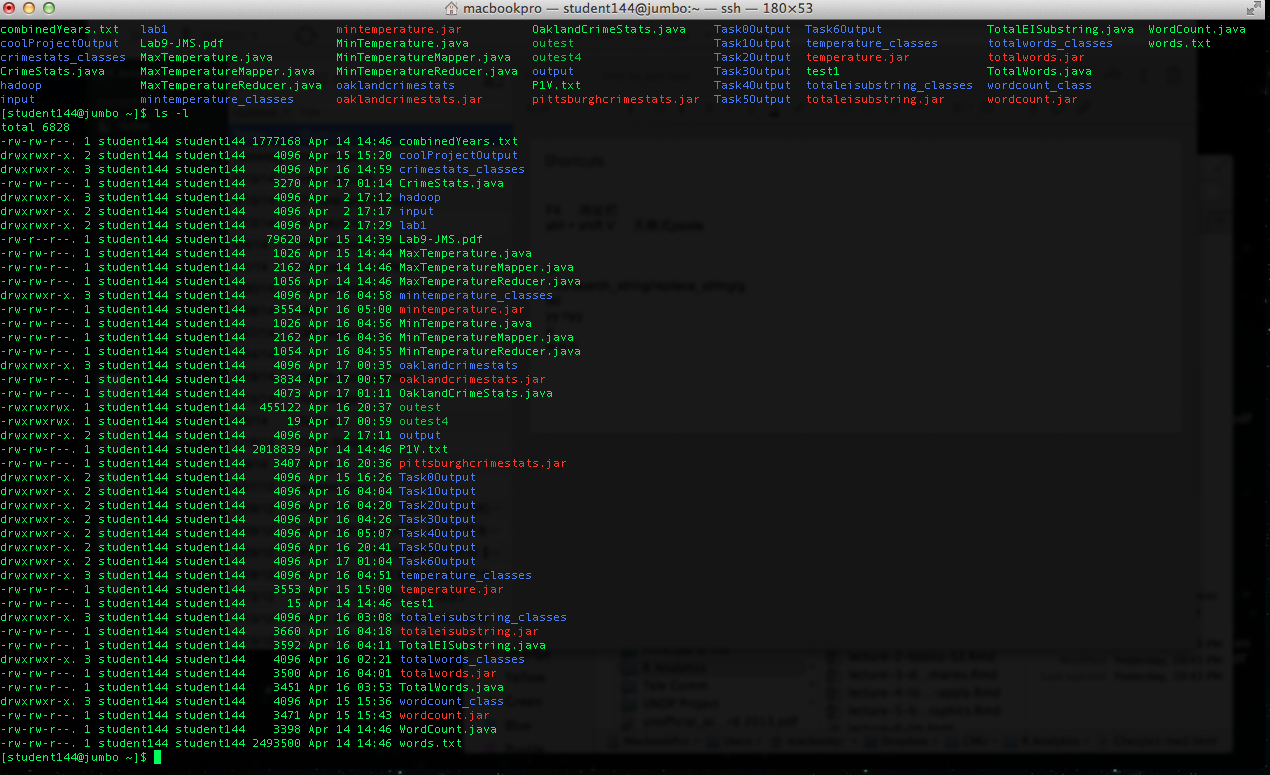 macbookpro — student144@jumbo:~ — ssh — 180×53
combinedYears.txt lab1 mintemperature.jar OaklandCrimeStats.java Task0Output Task6Output TotalEISubstring.java WordCount.java
coolProjectOutput Lab9-JMS.pdf MinTemperature.java outest Task1Output temperature_classes totalwords_classes words.txt
crimestats_classes MaxTemperature.java MinTemperatureMapper.java outest4 Task2Output temperature.jar totalwords.jar
CrimeStats.java MaxTemperatureMapper.java MinTemperatureReducer.java output Task3Output test1 TotalWords.java
hadoop MaxTemperatureReducer.java oaklandcrimestats P1V.txt Task4Output totaleisubstring_classes wordcount_class
input mintemperature_classes oaklandcrimestats.jar pittsburghcrimestats.jar Task5Output totaleisubstring.jar wordcount.jar
[student144@jumbo ~]$ ls -l
total 6828
-rw-rw-r--. 1 student144 student144 1777168 Apr 14 14:46 combinedYears.txt
drwxrwxr-x. 2 student144 student144 4096 Apr 15 15:20 coolProjectOutput
drwxrwxr-x. 3 student144 student144 4096 Apr 16 14:59 crimestats_classes
-rw-rw-r--. 1 student144 student144 3270 Apr 17 01:14 CrimeStats.java
drwxrwxr-x. 3 student144 student144 4096 Apr 2 17:12 hadoop
drwxrwxr-x. 2 student144 student144 4096 Apr 2 17:17 input
drwxrwxr-x. 2 student144 student144 4096 Apr 2 17:29 lab1
-rw-r--r--. 1 student144 student144 79620 Apr 15 14:39 Lab9-JMS.pdf
-rw-rw-r--. 1 student144 student144 1026 Apr 15 14:44 MaxTemperature.java
-rw-rw-r--. 1 student144 student144 2162 Apr 14 14:46 MaxTemperatureMapper.java
-rw-rw-r--. 1 student144 student144 1056 Apr 14 14:46 MaxTemperatureReducer.java
drwxrwxr-x. 3 student144 student144 4096 Apr 16 04:58 mintemperature_classes
-rw-rw-r--. 1 student144 student144 3554 Apr 16 05:00 mintemperature.jar
-rw-rw-r--. 1 student144 student144 1026 Apr 16 04:56 MinTemperature.java
-rw-rw-r--. 1 student144 student144 2162 Apr 16 04:36 MinTemperatureMapper.java
-rw-rw-r--. 1 student144 student144 1054 Apr 16 04:55 MinTemperatureReducer.java
drwxrwxr-x. 3 student144 student144 4096 Apr 17 00:35 oaklandcrimestats
-rw-rw-r--. 1 student144 student144 3834 Apr 17 00:57 oaklandcrimestats.jar
-rw-rw-r--. 1 student144 student144 4073 Apr 17 01:11 OaklandCrimeStats.java
-rwxrwxrwx. 1 student144 student144 455122 Apr 16 20:37 outest
-rwxrwxr-x. 1 student144 student144 19 Apr 17 00:59 outest4
drwxrwxr-x. 2 student144 student144 4096 Apr 2 17:11 output
-rw-rw-r--. 1 student144 student144 2018839 Apr 14 14:46 P1V.txt
-rw-rw-r--. 1 student144 student144 3407 Apr 16 20:36 pittsburghcrimestats.jar
drwxrwxr-x. 2 student144 student144 4096 Apr 15 16:26 Task0Output
drwxrwxr-x. 2 student144 student144 4096 Apr 16 04:04 Task1Output
drwxrwxr-x. 2 student144 student144 4096 Apr 16 04:20 Task2Output
drwxrwxr-x. 2 student144 student144 4096 Apr 16 04:26 Task3Output
drwxrwxr-x. 2 student144 student144 4096 Apr 16 05:07 Task4Output
drwxrwxr-x. 2 student144 student144 4096 Apr 16 20:41 Task5Output
drwxrwxr-x. 2 student144 student144 4096 Apr 17 01:04 Task6Output
drwxrwxr-x. 3 student144 student144 4096 Apr 16 04:51 temperature_classes
-rw-rw-r--. 1 student144 student144 3553 Apr 15 15:00 temperature.jar
-rw-rw-r--. 1 student144 student144 15 Apr 14 14:46 test1
drwxrwxr-x. 3 student144 student144 4096 Apr 16 03:08 totaleisubstring_classes
-rw-rw-r--. 1 student144 student144 3660 Apr 16 04:18 totaleisubstring.jar
-rw-rw-r--. 1 student144 student144 3592 Apr 16 04:11 TotalEISubstring.java
drwxrwxr-x. 3 student144 student144 4096 Apr 16 02:21 totalwords_classes
-rw-rw-r--. 1 student144 student144 3500 Apr 16 04:01 totalwords.jar
-rw-rw-r--. 1 student144 student144 3451 Apr 16 03:53 TotalWords.java
drwxrwxr-x. 3 student144 student144 4096 Apr 15 15:36 wordcount_class
-rw-rw-r--. 1 student144 student144 3471 Apr 15 15:43 wordcount.jar
-rw-rw-r--. 1 student144 student144 3398 Apr 14 14:46 WordCount.java
-rw-rw-r--. 1 student144 student144 2493500 Apr 14 14:46 words.txt
[student144@jumbo ~]$